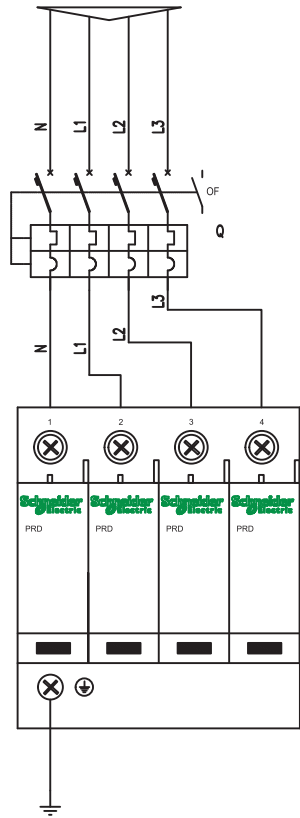 N L1 L2 L3
OF
Q
N L1 L2 L3
1 2 3 4
Schneider Electric Schneider Electric Schneider Electric Schneider Electric
PRD PRD PRD PRD